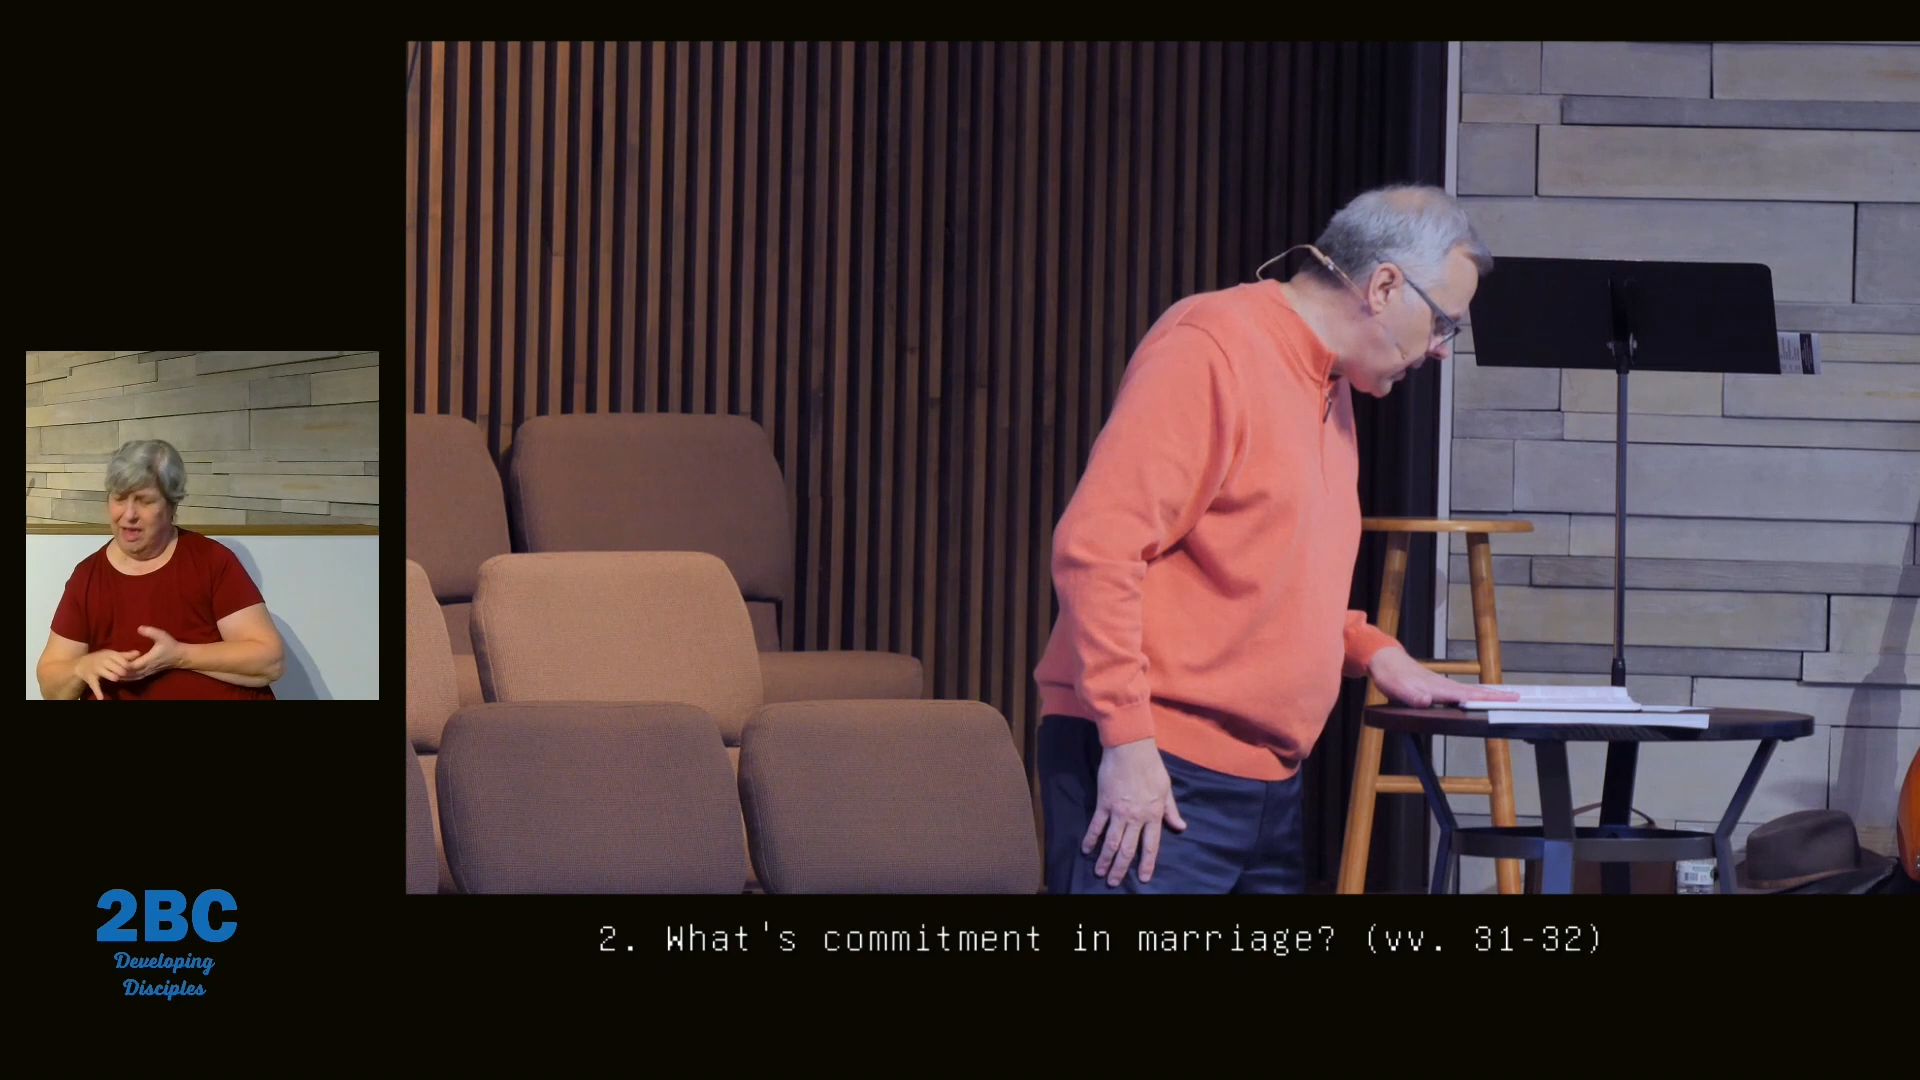 2BC
Developing
Disciples
2. What's commitment in marriage? (vv. 31-32)